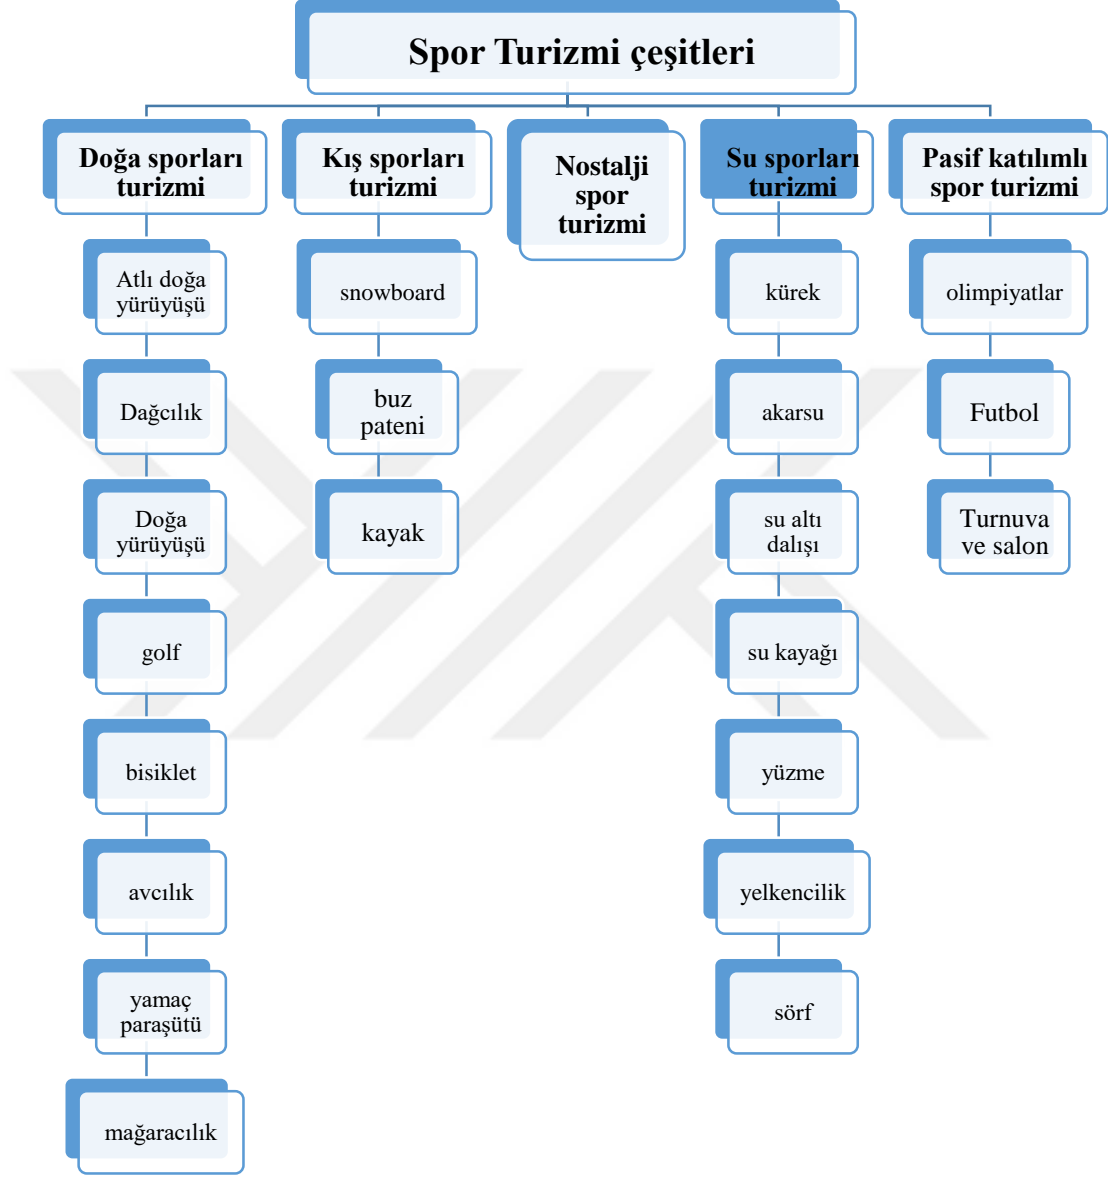 Spor Turizmi çeşitleri
Doğa sporları
turizmi
Atlı doğa
yürüyüşü
Dağcılık
Doğa
yürüyüşü
golf
bisiklet
avcılık
yamaç
paraşütü
mağaracılık
Kış sporları
turizmi
snowboard
buz
pateni
kayak
Nostalji
spor
turizmi
Su sporları
turizmi
kürek
akarsu
su altı
dalışı
su kayağı
yüzme
yelkencilik
sörf
Pasif katılımlı
spor turizmi
olimpiyatlar
Futbol
Turnuva
ve salon